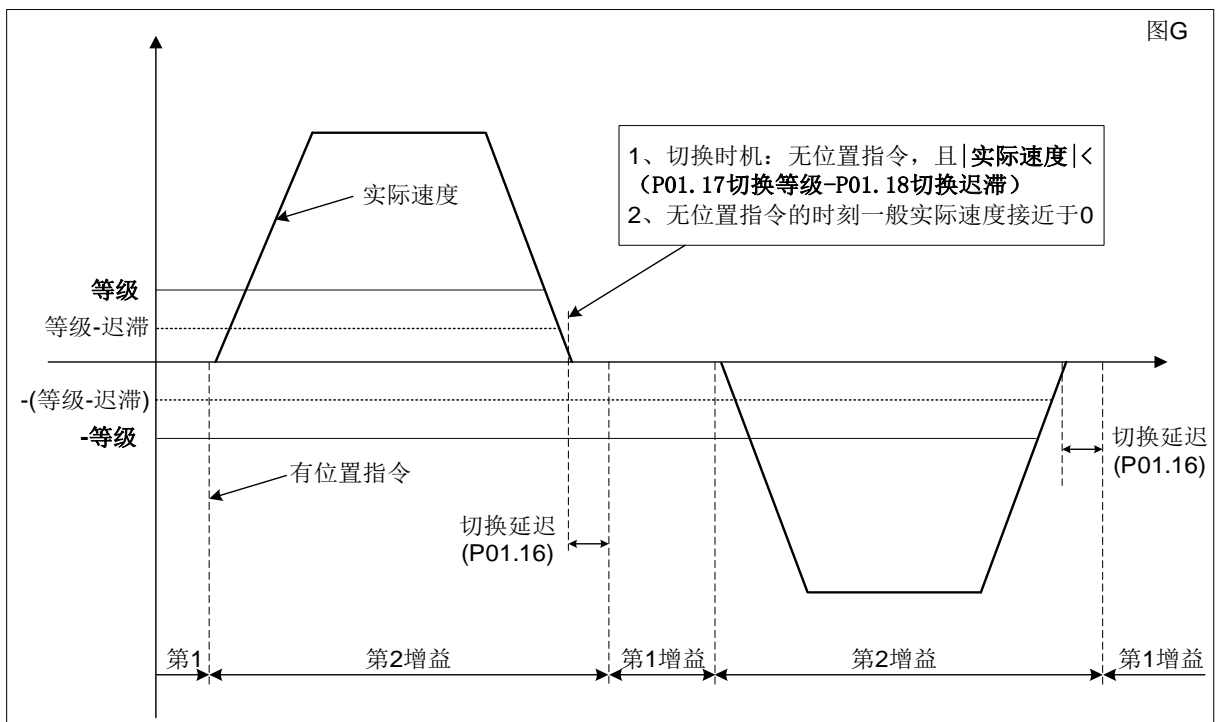 图G
1、切换时机：无位置指令，且|实际速度|<
（P01.17切换等级-P01.18切换迟滞）
2、无位置指令的时刻一般实际速度接近于0
实际速度
等级
等级-迟滞
-(等级-迟滞)
-等级
有位置指令
切换延迟
(P01.16)
切换延迟
(P01.16)
第1
第2增益
第1增益
第2增益
第1增益